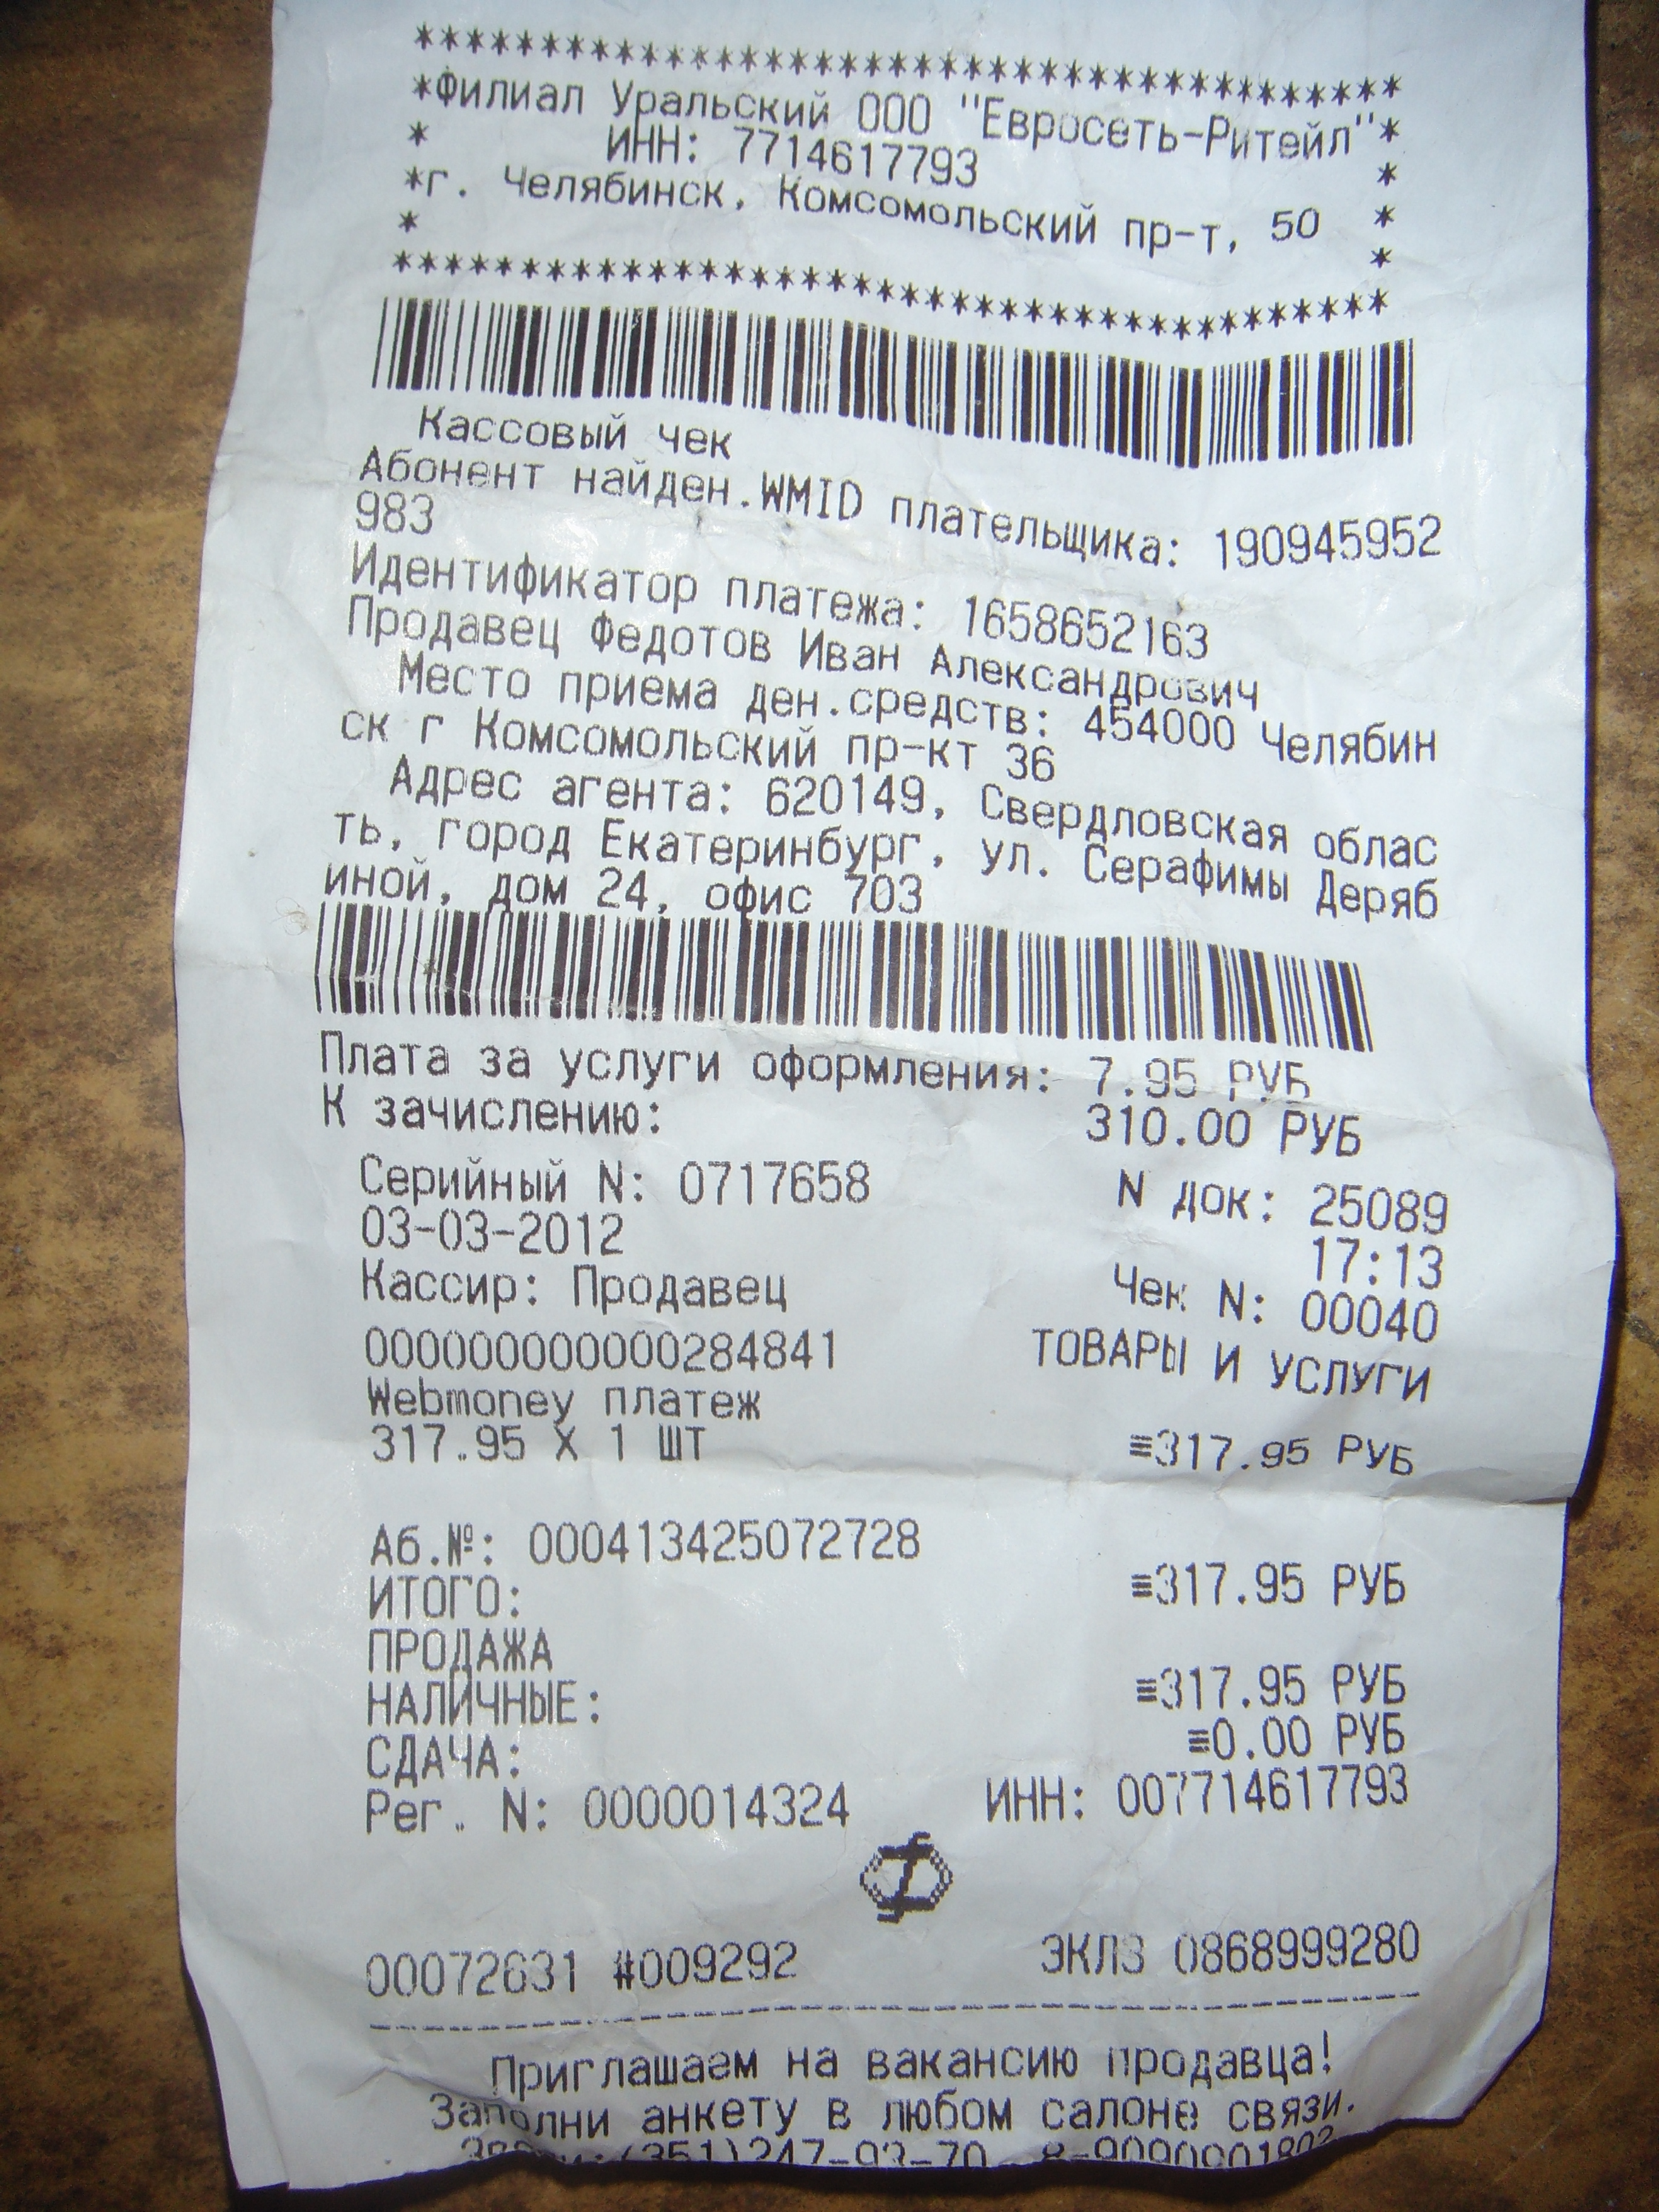 ****************************************
*Филиал Уральский ООО "Евросеть-Ритейл"*
* ИНН: 7714617793 *
*г. Челябинск, Комсомольский пр-т, 50 *
* *
****************************************
Кассовый чек
Абонент найден.WMID плательщика: 190945952
983
Идентификатор платежа: 1658652163
Продавец Федотов Иван Александрович
Место приема ден.средств: 454000 Челябин
ск г Комсомольский пр-кт 36
Адрес агента: 620149, Свердловская облас
ть, город Екатеринбург, ул. Серафимы Деряб
иной, дом 24, офис 703
Плата за услуги оформления: 7.95 РУБ
К зачислению: 310.00 РУБ
Серийный N: 0717658 N док: 25089
03-03-2012 17:13
Кассир: Продавец Чек N: 00040
000000000000284841 ТОВАРЫ И УСЛУГИ
Webmoney платеж
317.95 X 1 ШТ ≡317.95 РУБ
Аб.№: 000413425072728
ИТОГО: ≡317.95 РУБ
ПРОДАЖА
НАЛИЧНЫЕ: ≡317.95 РУБ
СДАЧА: ≡0.00 РУБ
Рег. N: 0000014324 ИНН: 007714617793
00072631 #009292 ЭКЛЗ 0868999280
Приглашаем на вакансию продавца!
Заполни анкету в любом салоне связи.
(351)247-93-70